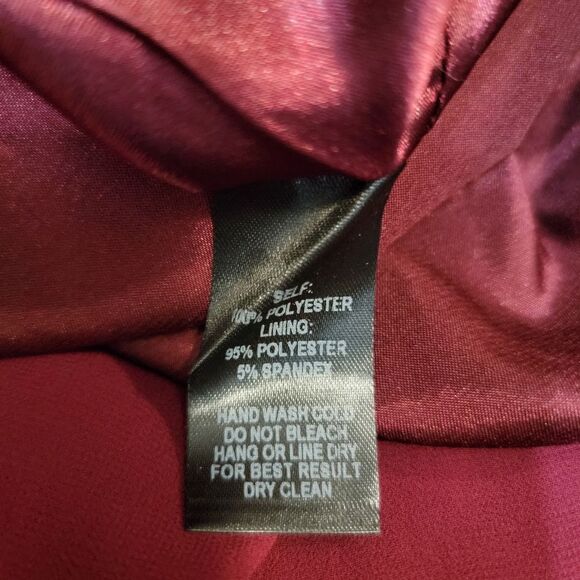 SELF:
100% POLYESTER
LINING:
95% POLYESTER
5% SPANDEX
HAND WASH COLD
DO NOT BLEACH
HANG OR LINE DRY
FOR BEST RESULT
DRY CLEAN